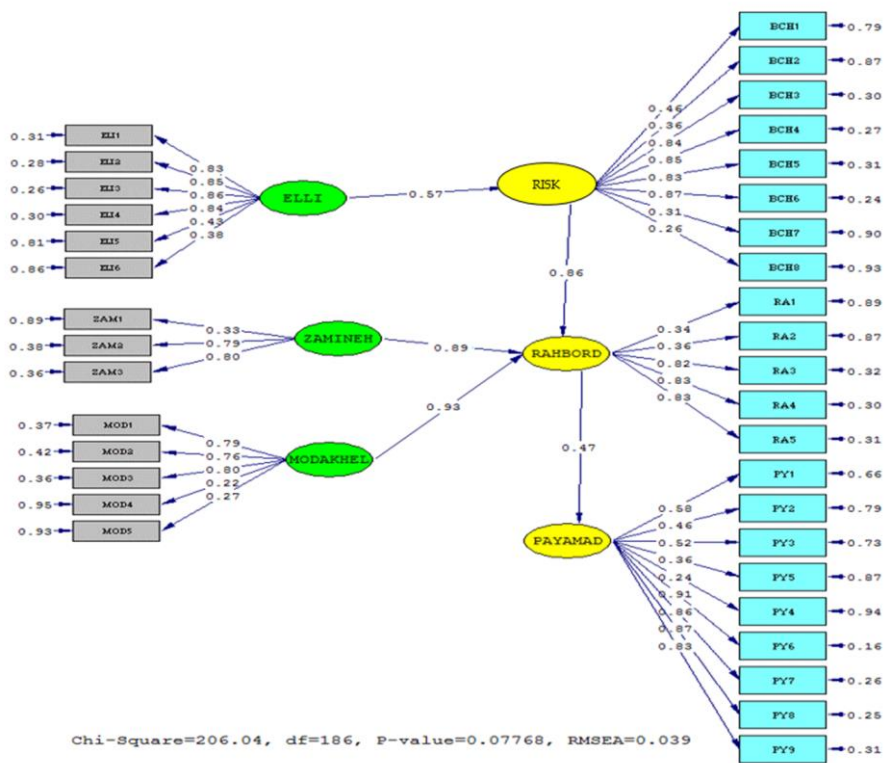 BCH1 0.79
BCH2 0.87
BCH3 0.30
BCH4 0.27
BCH5 0.31
BCH6 0.24
BCH7 0.90
BCH8 0.93
0.46
0.36
0.84
0.85
0.83
0.87
0.31
0.26
0.31 ELI1
0.28 ELI2
0.26 ELI3
0.30 ELI4
0.81 ELI5
0.86 ELI6
0.83
0.85
0.86
0.84
0.43
0.38
ELLI
0.57
RISK
0.86
0.89 ZAM1
0.38 ZAM2
0.36 ZAM3
0.33
0.79
0.80
ZAMINEH
0.89
RAHBORD
0.34
0.36
0.82
0.83
0.83
RA1 0.89
RA2 0.87
RA3 0.32
RA4 0.30
RA5 0.31
0.37 MOD1
0.42 MOD2
0.36 MOD3
0.95 MOD4
0.93 MOD5
0.79
0.76
0.80
0.22
0.27
MODAKHEL
0.93
0.47
PAYAMAD
0.58
0.46
0.52
0.36
0.24
0.91
0.86
0.87
0.83
PY1 0.66
PY2 0.79
PY3 0.73
PY5 0.87
PY4 0.94
PY6 0.16
PY7 0.26
PY8 0.25
PY9 0.31
Chi-Square=206.04, df=186, P-value=0.07768, RMSEA=0.039